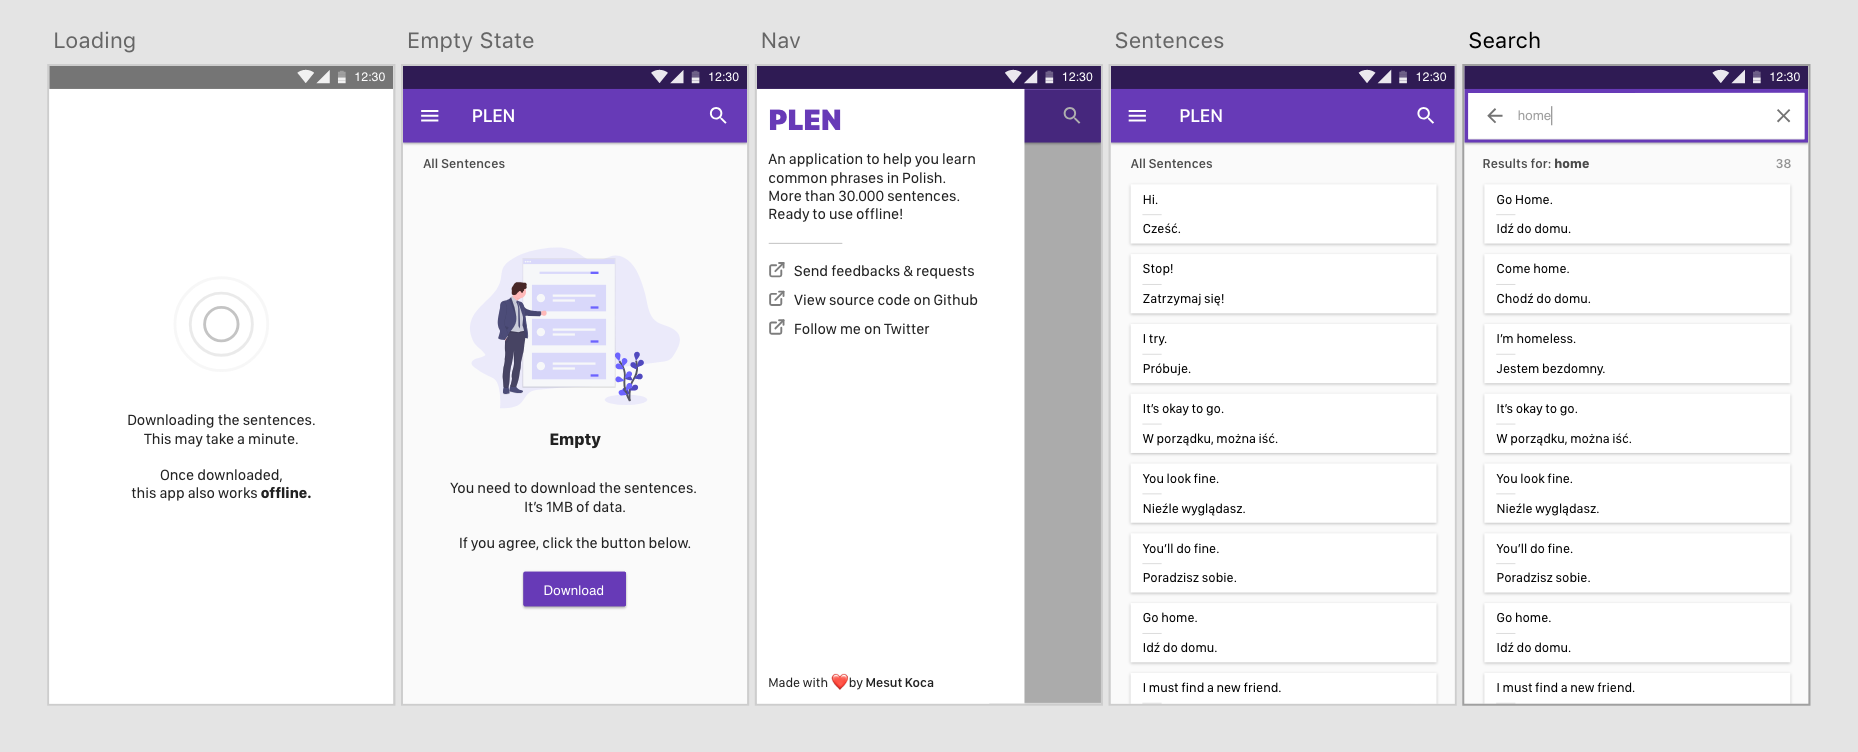 Loading
12:30
Downloading the sentences.
This may take a minute.
Once downloaded,
this app also works offline.
Empty State
12:30
PLEN
All Sentences
Empty
You need to download the sentences.
It's 1MB of data.
If you agree, click the button below.
Download
Nav
12:30
PLEN
An application to help you learn
common phrases in Polish.
More than 30.000 sentences.
Ready to use offline!
Send feedbacks & requests
View source code on Github
Follow me on Twitter
Made with ❤️by Mesut Koca
Sentences
12:30
PLEN
All Sentences
Hi.
Cześć.
Stop!
Zatrzymaj się!
I try.
Próbuje.
It's okay to go.
W porządku, można iść.
You look fine.
Nieźle wyglądasz.
You'll do fine.
Poradzisz sobie.
Go home.
Idź do domu.
I must find a new friend.
Search
12:30
home
Results for: home 38
Go Home.
Idź do domu.
Come home.
Chodź do domu.
I'm homeless.
Jestem bezdomny.
It's okay to go.
W porządku, można iść.
You look fine.
Nieźle wyglądasz.
You'll do fine.
Poradzisz sobie.
Go home.
Idź do domu.
I must find a new friend.